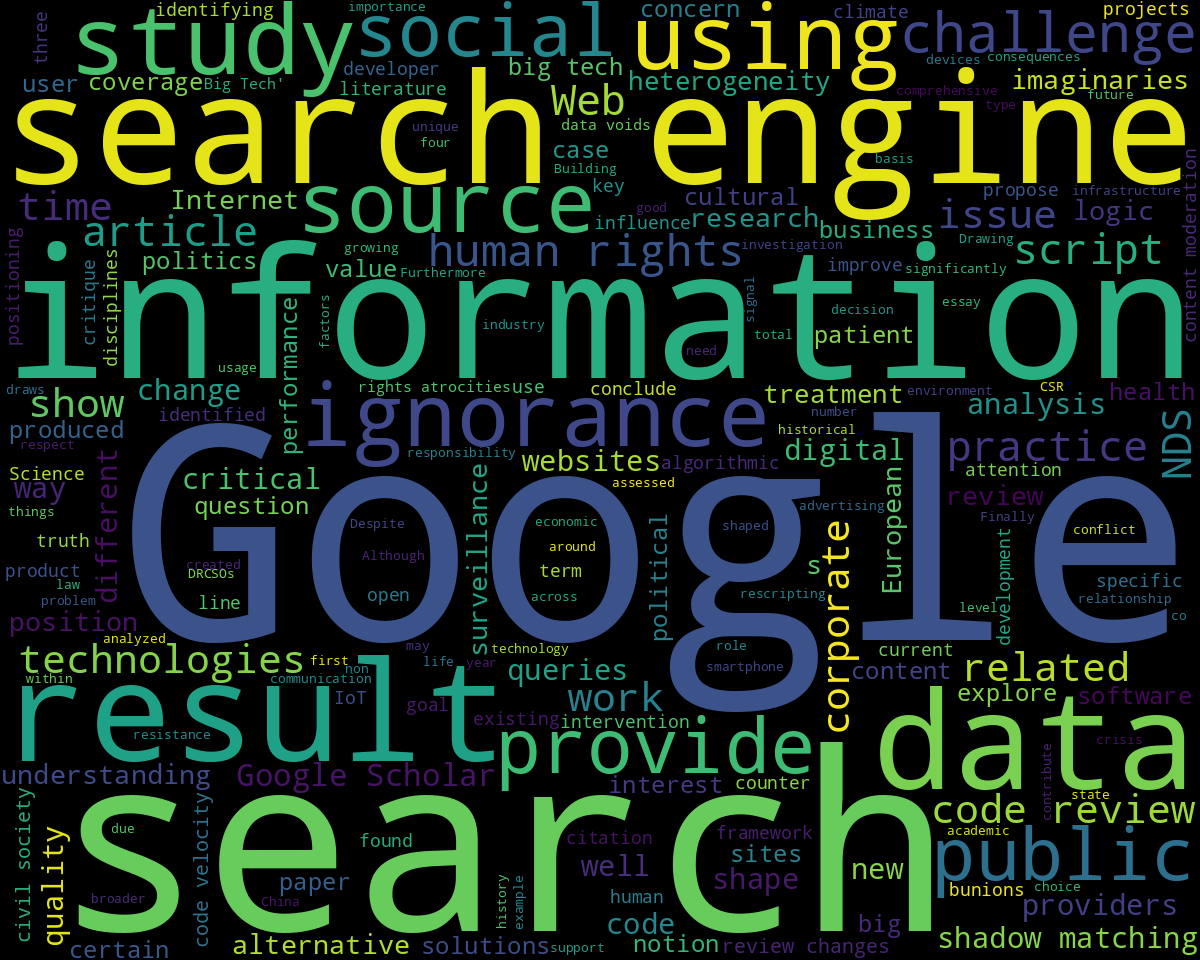 three
identifying
importance
study
social
concern
using
climate
challenge
projects
user
coverage
Big Tech'
developer
literature
big tech
Web
heterogeneity
devices
consequences
imaginaries
comprehensive
future
type
search engine
unique
four
data voids
case
Building
key
basis
time
Internet
source
influence
cultural
good
research
business
propose
infrastructure
issue
logic
content moderation
positioning
article
politics
critique
disciplines
growing
value
Furthermore
human rights
investigation
improve
Drawing
significantly
script
information
factors
performance
industry
signal
decision
essay
total
patient
need
usage
draws
show
change
identified
rights atrocities
use
conclude
treatment
environment
CSR
health
number
historical
analysis
produced
respect
ignorance
responsibility
websites
algorithmic
digital
practice
NDS
Science
way
things
different
critical
question
surveillance
assessed
advertising
attention
review
Finally
European
Google
truth
product
law
problem
position
Despite
Although
created
DRCSOs
line
open
economic
around
term
across
political
shaped
s
rescripting
corporate
level
development
conflict
specific
relationship
co
analyzed
technologies
within
first
non
communication
may
life
year
technology
role
smartphone
current
content
related
queries
IoT
goal
work
existing
intervention
explore
software
result
resistance
provide
data
crisis
contribute
understanding
Google Scholar
interest
counter
state
code review
search
civil society
due
quality
code velocity
found
citation
framework
academic
public
sites
paper
well
shape
new
bunions
choice
broader
China
history
example
human
providers
code
big
certain
alternative
solutions
support
notion
review changes
shadow matching